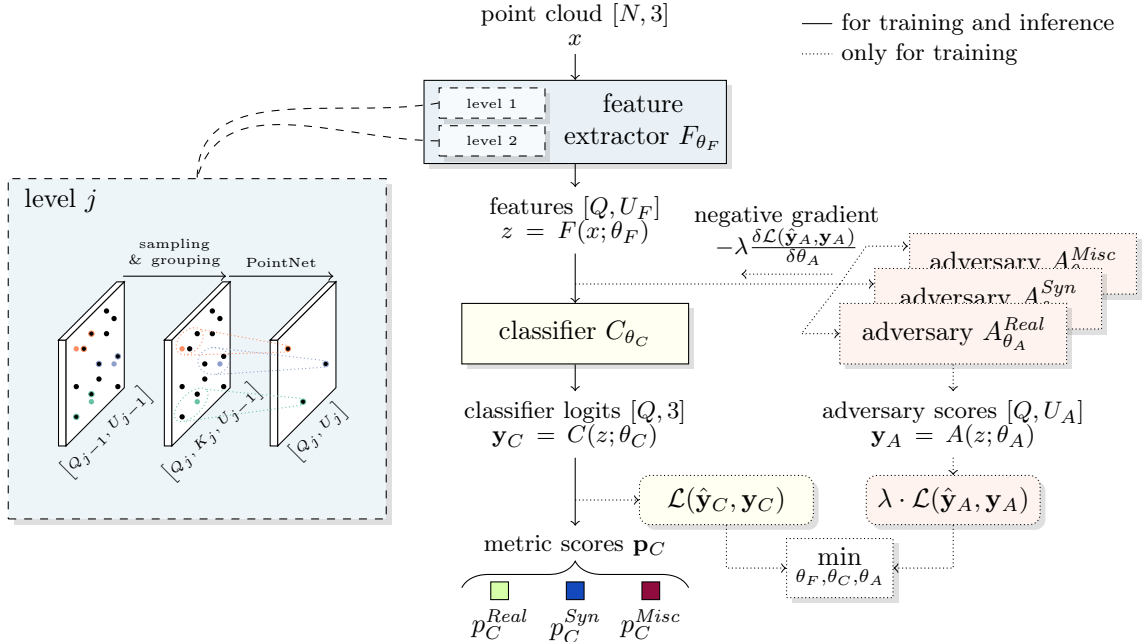 point cloud [N, 3]
x
for training and inference
only for training
level 1
level 2
feature
extractor F_{θ_F}
level j
features [Q, U_F]
z = F(x; θ_F)
negative gradient
−λ δL(ŷ_A, y_A) / δθ_A
sampling
& grouping
PointNet
adversary A^{Misc}
adversary A^{Syn}
adversary A^{Real}_{θ_A}
classifier C_{θ_C}
[Q_{j−1}, U_{j−1}]
[Q_j, K_j, U_{j−1}]
[Q_j, U_j]
classifier logits [Q, 3]
y_C = C(z; θ_C)
adversary scores [Q, U_A]
y_A = A(z; θ_A)
L(ŷ_C, y_C)
λ · L(ŷ_A, y_A)
metric scores p_C
min
θ_F, θ_C, θ_A
p_C^{Real}
p_C^{Syn}
p_C^{Misc}